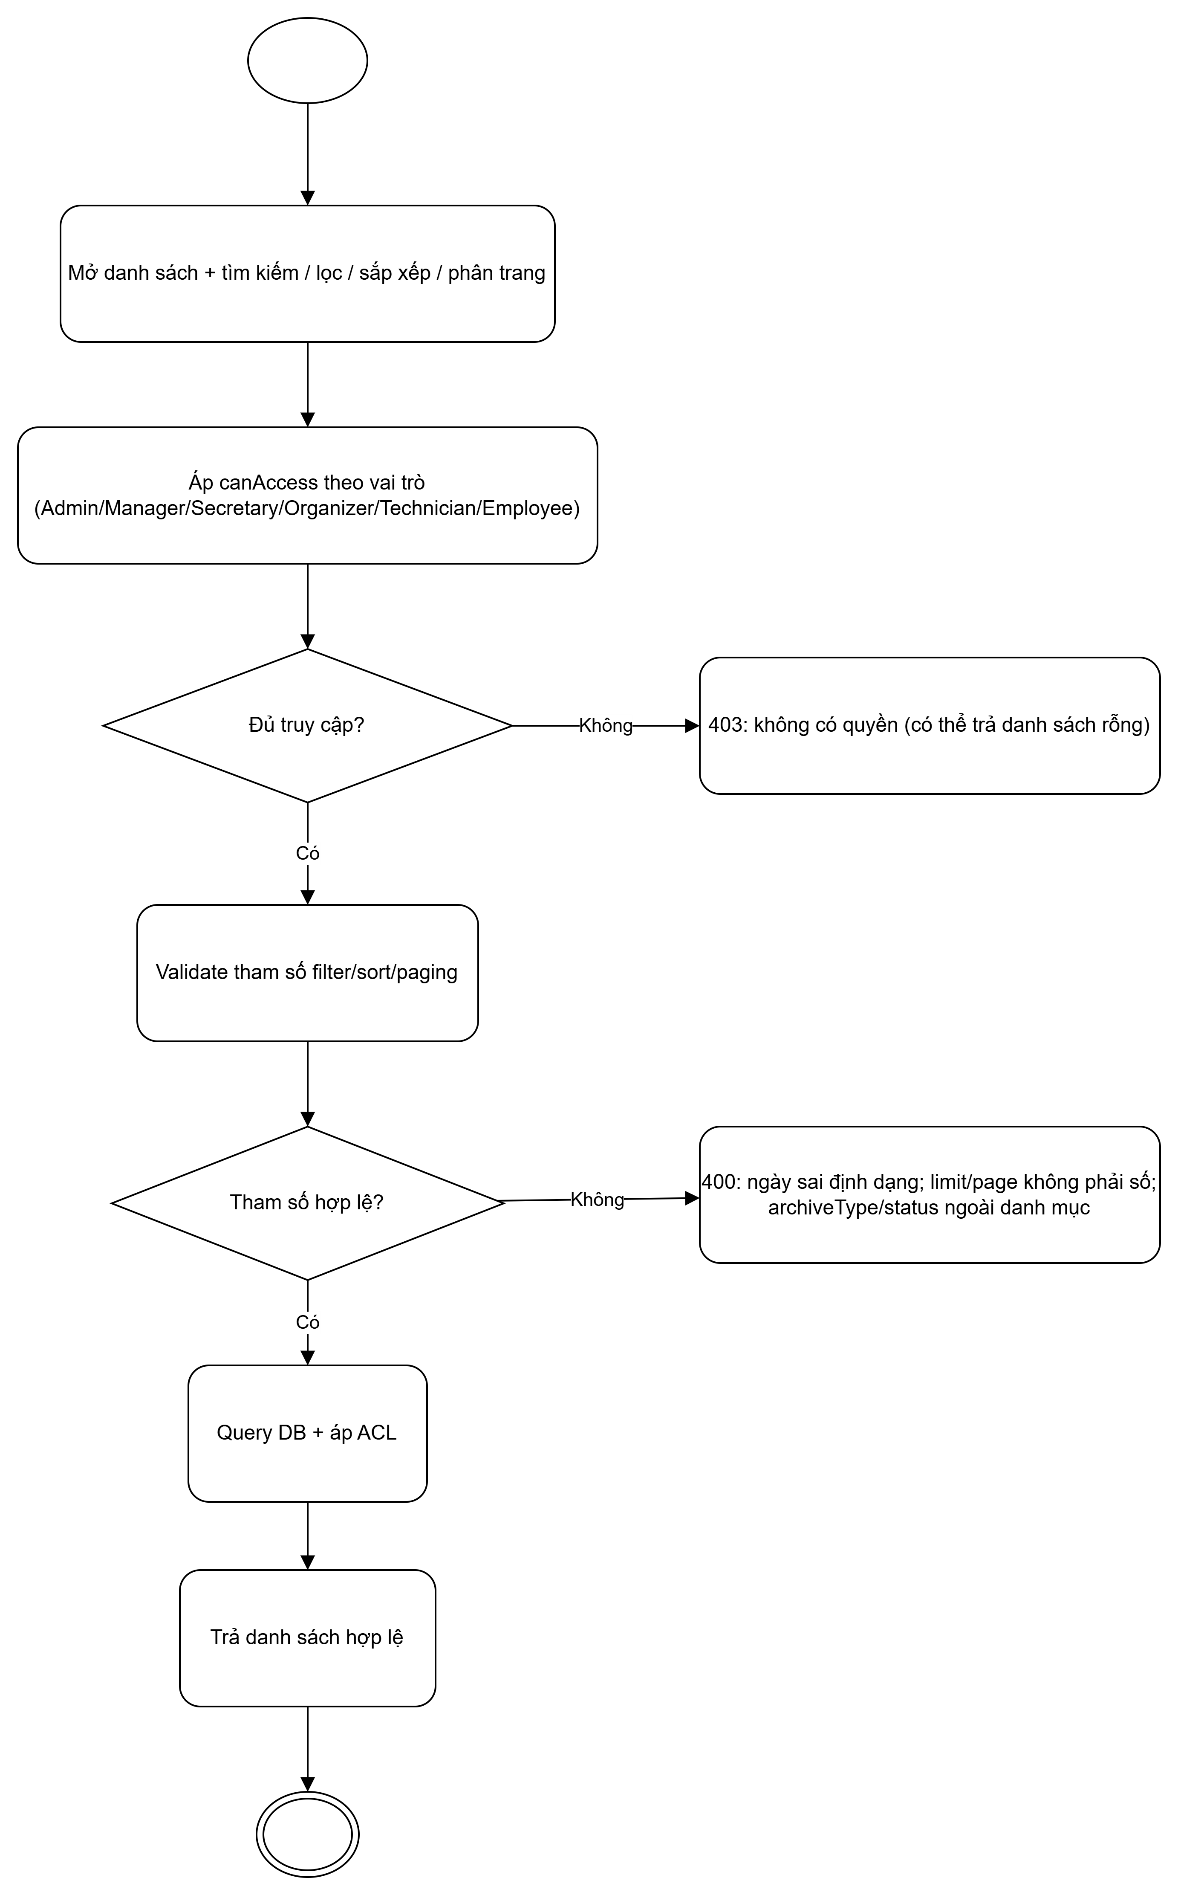 Mở danh sách + tìm kiếm / lọc / sắp xếp / phân trang
Áp canAccess theo vai trò
(Admin/Manager/Secretary/Organizer/Technician/Employee)
Đủ truy cập?
Không
403: không có quyền (có thể trả danh sách rỗng)
Có
Validate tham số filter/sort/paging
Tham số hợp lệ?
Không
400: ngày sai định dạng; limit/page không phải số;
archiveType/status ngoài danh mục
Có
Query DB + áp ACL
Trả danh sách hợp lệ